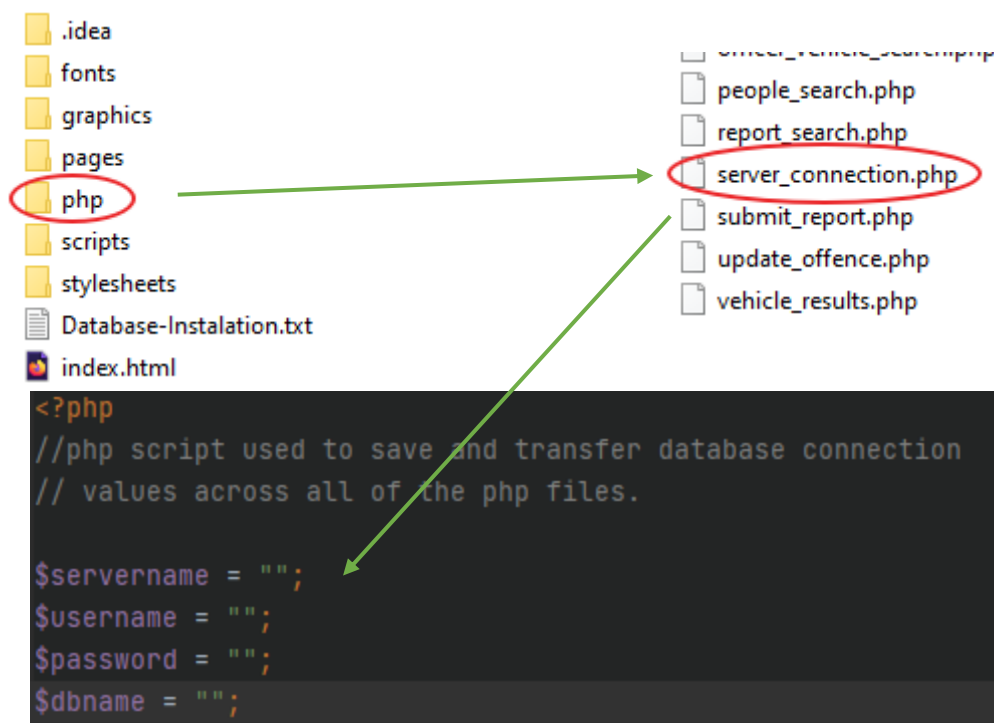 .idea
fonts
graphics
pages
php
scripts
stylesheets
Database-Instalation.txt
index.html
officer_vehicle_search.php
people_search.php
report_search.php
server_connection.php
submit_report.php
update_offence.php
vehicle_results.php
<?php
//php script used to save and transfer database connection
// values across all of the php files.
$servername = "";
$username = "";
$password = "";
$dbname = "";